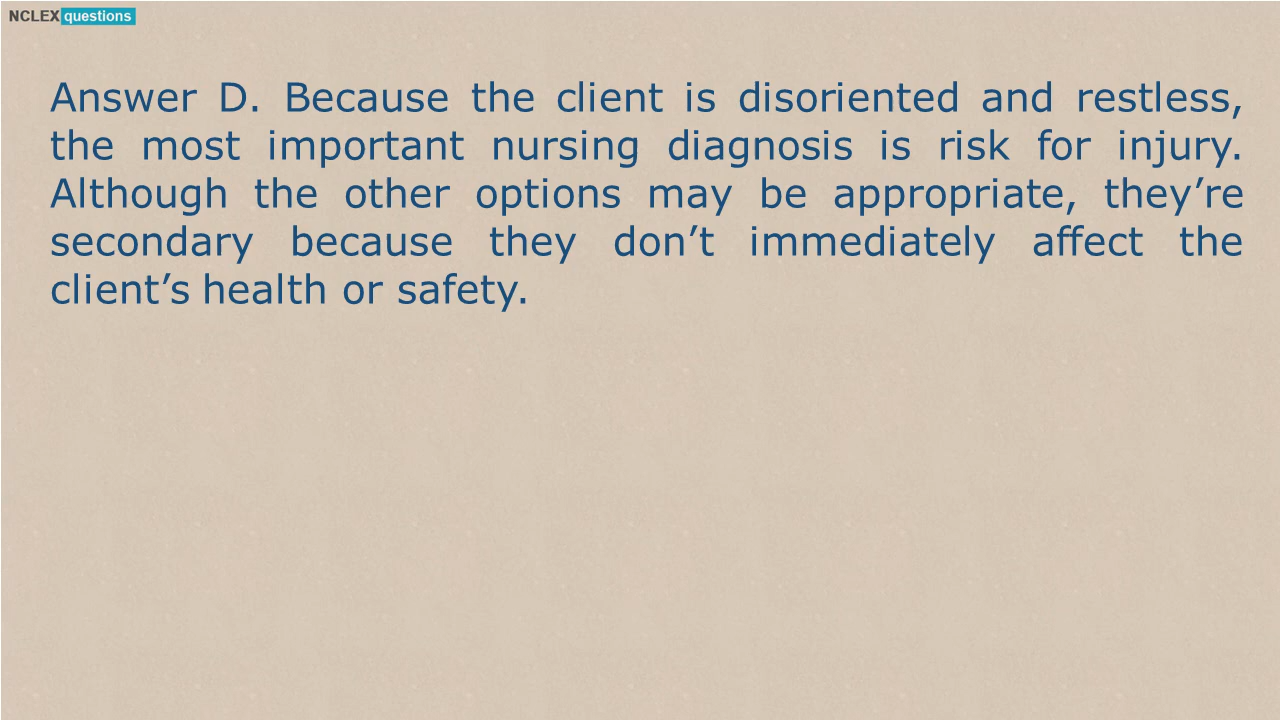 NCLEX questions
Answer D. Because the client is disoriented and restless,
the most important nursing diagnosis is risk for injury.
Although the other options may be appropriate, they’re
secondary because they don’t immediately affect the
client’s health or safety.